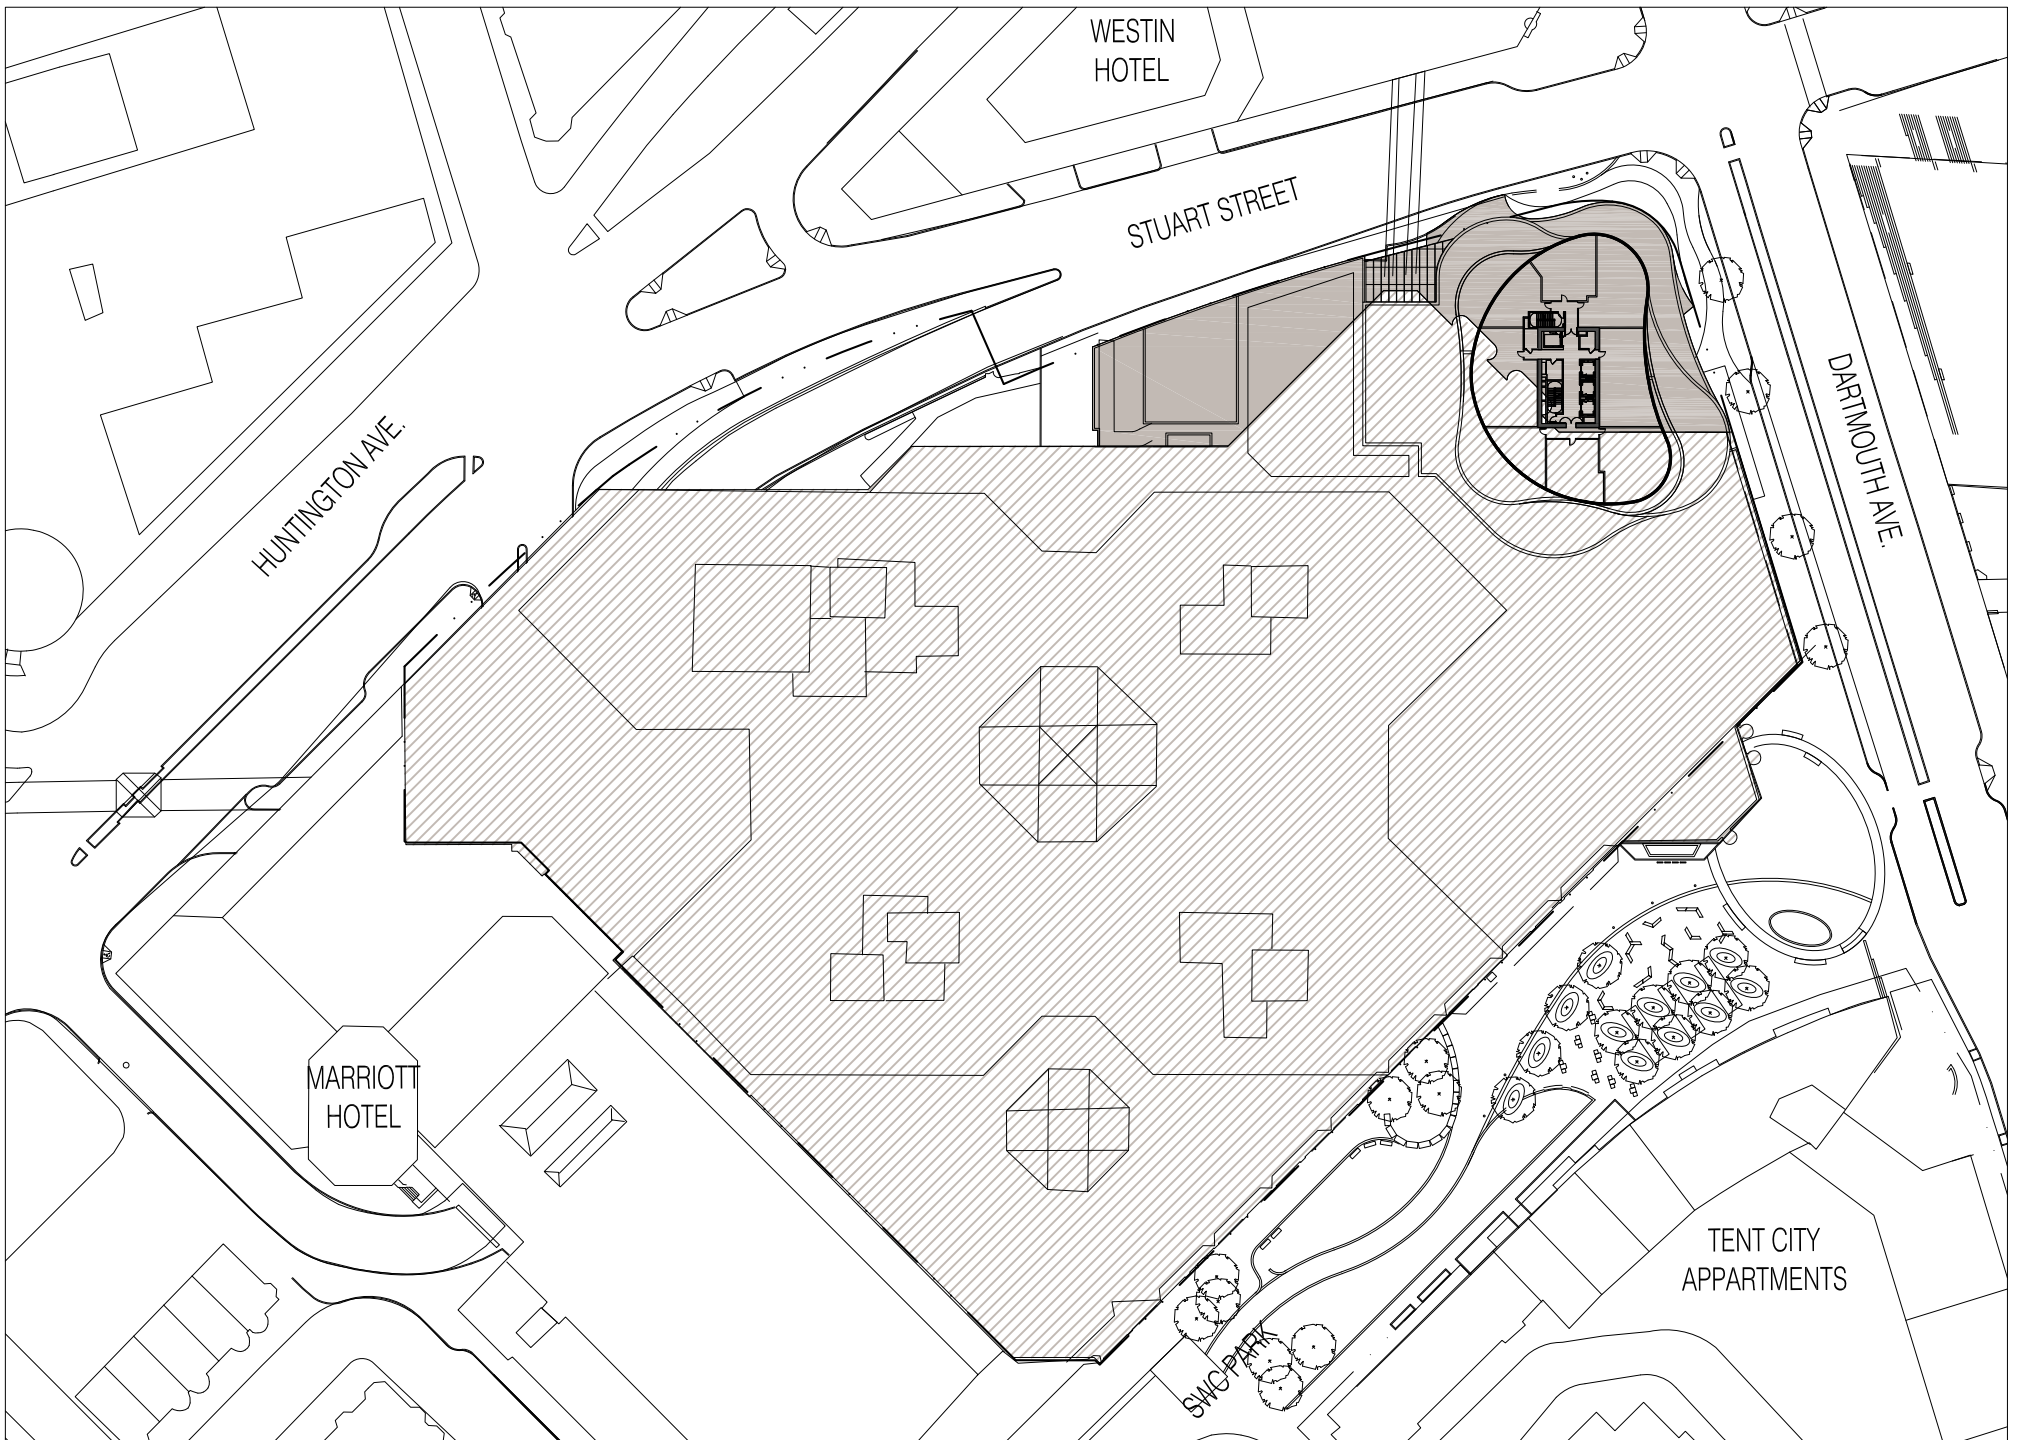 WESTIN
HOTEL
STUART STREET
HUNTINGTON AVE.
DARTMOUTH AVE.
MARRIOTT
HOTEL
TENT CITY
APPARTMENTS
SWC PARK